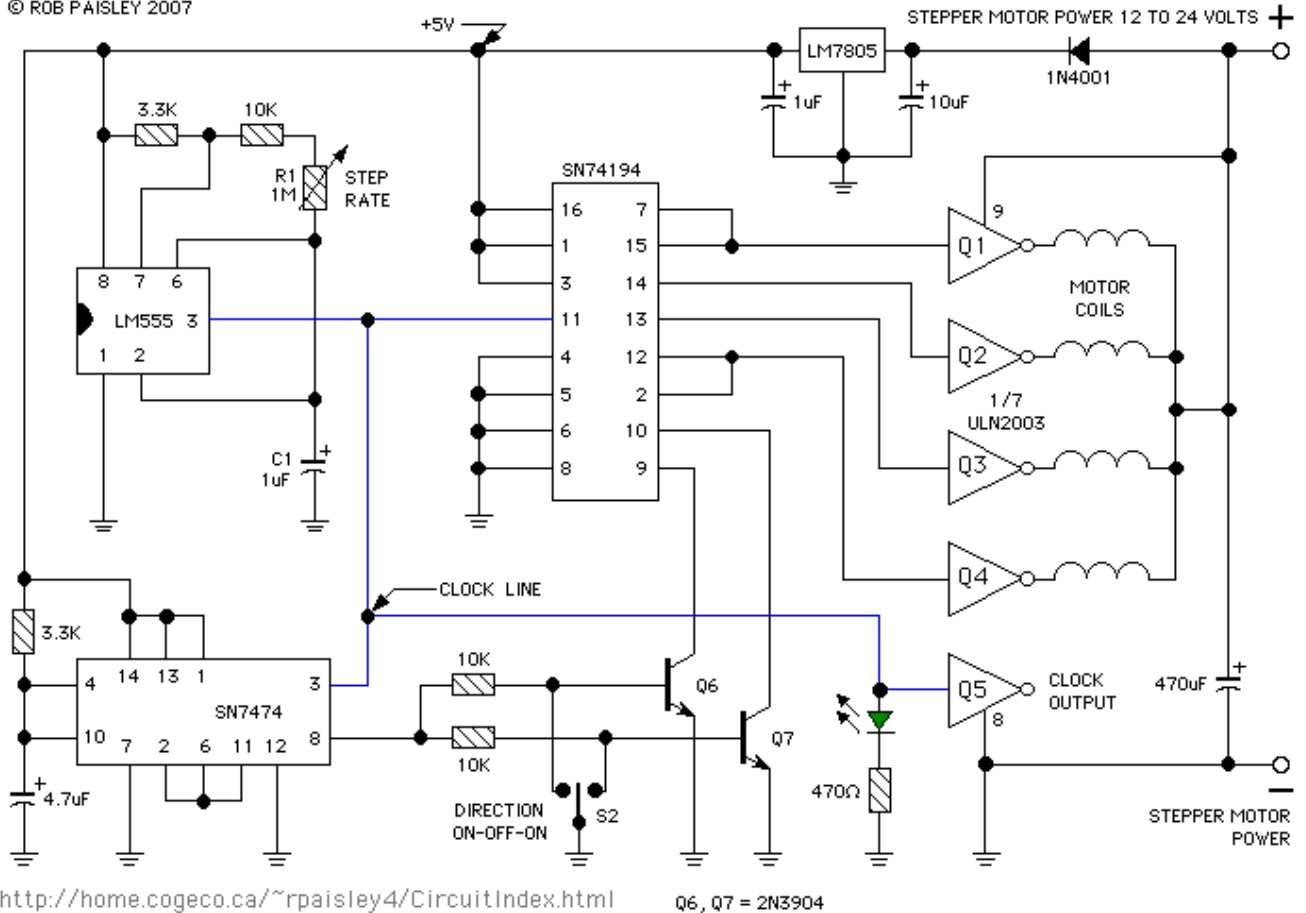 © ROB PAISLEY 2007
+5V
STEPPER MOTOR POWER 12 TO 24 VOLTS +
LM7805
1N4001
+
1uF
+
10uF
3.3K
10K
R1
1M
STEP
RATE
SN74194
16
7
1
15
3
14
11
13
4
12
5
2
6
10
8
9
8
7
6
LM555
3
1
2
C1
1uF
+
9
Q1
MOTOR
COILS
Q2
1/7
ULN2003
Q3
Q4
CLOCK LINE
3.3K
14
13
1
4
3
SN7474
10
8
7
2
6
11
12
+
4.7uF
10K
10K
Q6
Q7
DIRECTION
ON-OFF-ON
S2
Q5
8
CLOCK
OUTPUT
470uF
+
470Ω
−
STEPPER MOTOR
POWER
http://home.cogeco.ca/~rpaisley4/CircuitIndex.html
Q6, Q7 = 2N3904